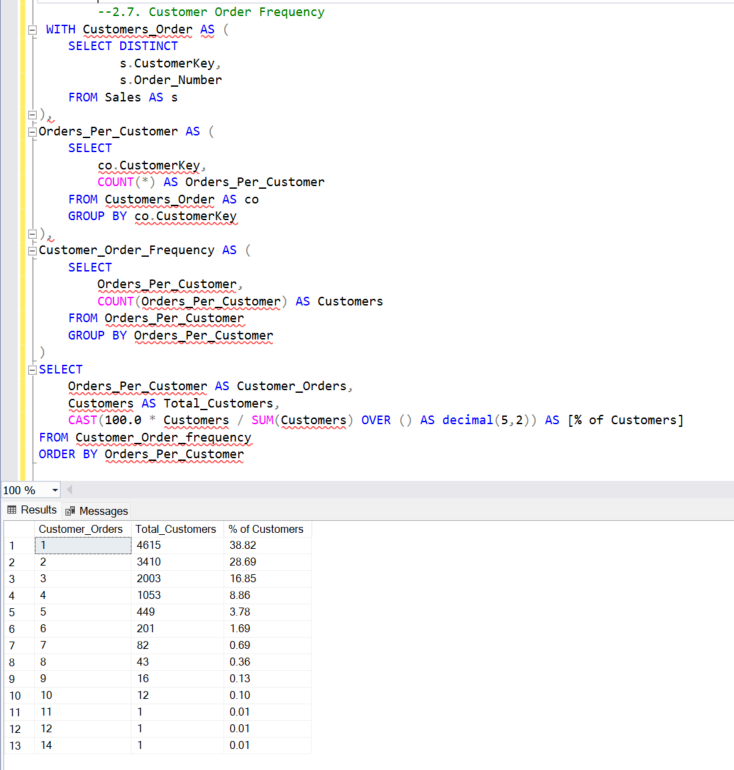 --2.7. Customer Order Frequency
WITH Customers_Order AS (
SELECT DISTINCT
s.CustomerKey,
s.Order_Number
FROM Sales AS s
),
Orders_Per_Customer AS (
SELECT
co.CustomerKey,
COUNT(*) AS Orders_Per_Customer
FROM Customers_Order AS co
GROUP BY co.CustomerKey
),
Customer_Order_Frequency AS (
SELECT
Orders_Per_Customer,
COUNT(Orders_Per_Customer) AS Customers
FROM Orders_Per_Customer
GROUP BY Orders_Per_Customer
)
SELECT
Orders_Per_Customer AS Customer_Orders,
Customers AS Total_Customers,
CAST(100.0 * Customers / SUM(Customers) OVER () AS decimal(5,2)) AS [% of Customers]
FROM Customer_Order_frequency
ORDER BY Orders_Per_Customer
100 %
Results Messages
Customer_Orders Total_Customers % of Customers
1 1 4615 38.82
2 2 3410 28.69
3 3 2003 16.85
4 4 1053 8.86
5 5 449 3.78
6 6 201 1.69
7 7 82 0.69
8 8 43 0.36
9 9 16 0.13
10 10 12 0.10
11 11 1 0.01
12 12 1 0.01
13 14 1 0.01